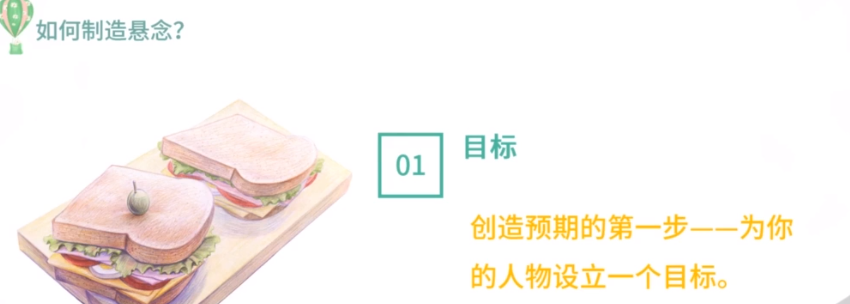 如何制造悬念？
01
目标
创造预期的第一步——为你
的人物设立一个目标。